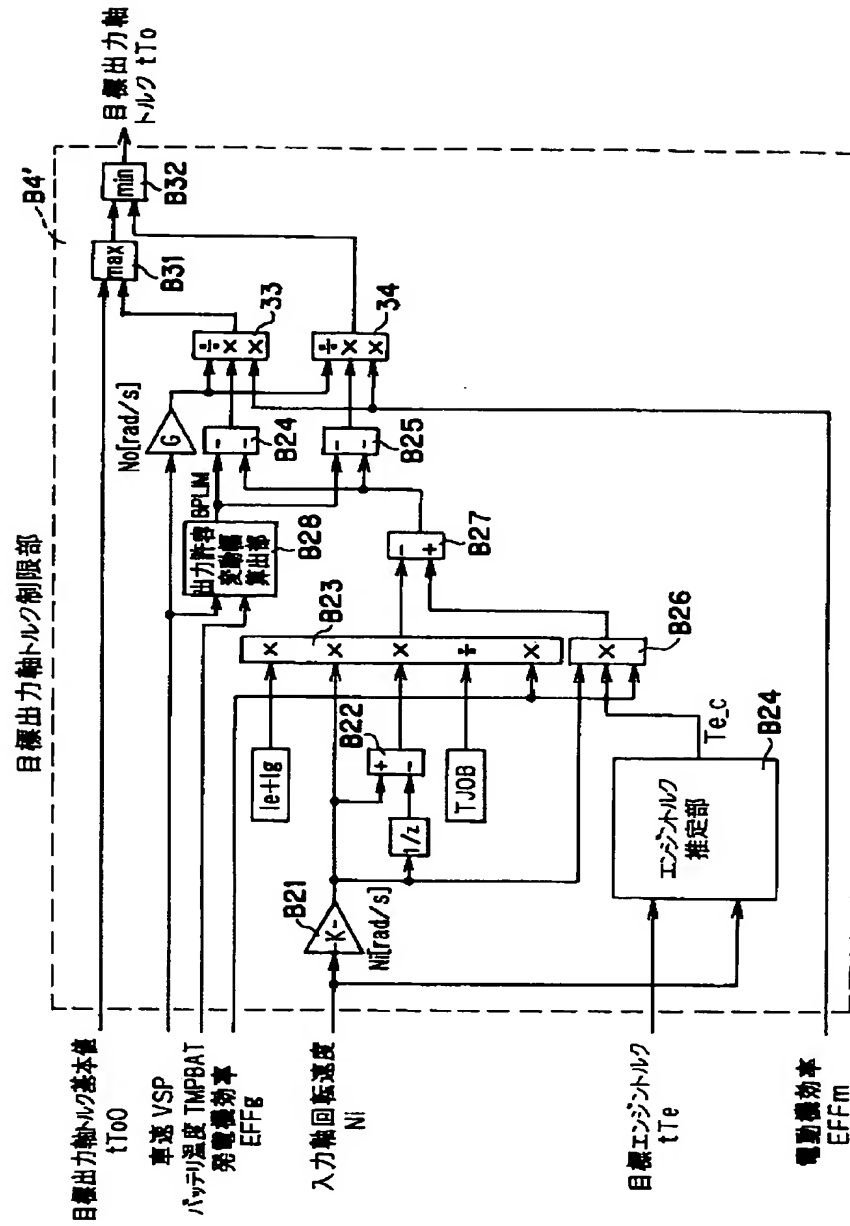 目標出力軸トルク制限部
B4'
目標出力軸トルク基本値
tTo0
車速 VSP
バッテリ温度 TMPBAT
発電機効率
EFFg
入力軸回転速度
Ni
目標エンジントルク
tTe
電動機効率
EFFm
B21
-K-
Ni[rad/s]
Ie+Ig
1/z
+
-
B22
TJOB
×
×
×
÷
×
B23
エンジントルク
推定部
B24
Te_c
×
B26
出力許容
変動幅
算出部
B28
BPLIM
-
+
B27
No[rad/s]
G
-
-
B24
-
-
B25
÷
×
×
33
÷
×
×
34
max
B31
min
B32
目標出力軸
トルク tTo